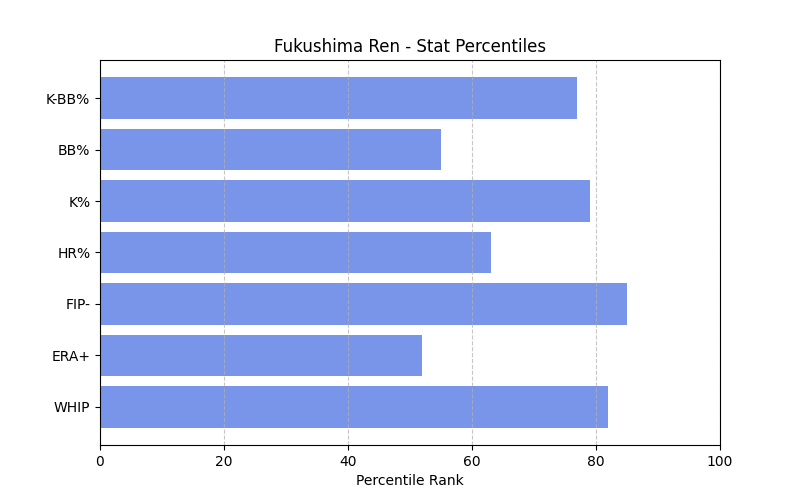 Fukushima Ren - Stat Percentiles
K-BB%
BB%
K%
HR%
FIP-
ERA+
WHIP
0 20 40 60 80 100
Percentile Rank